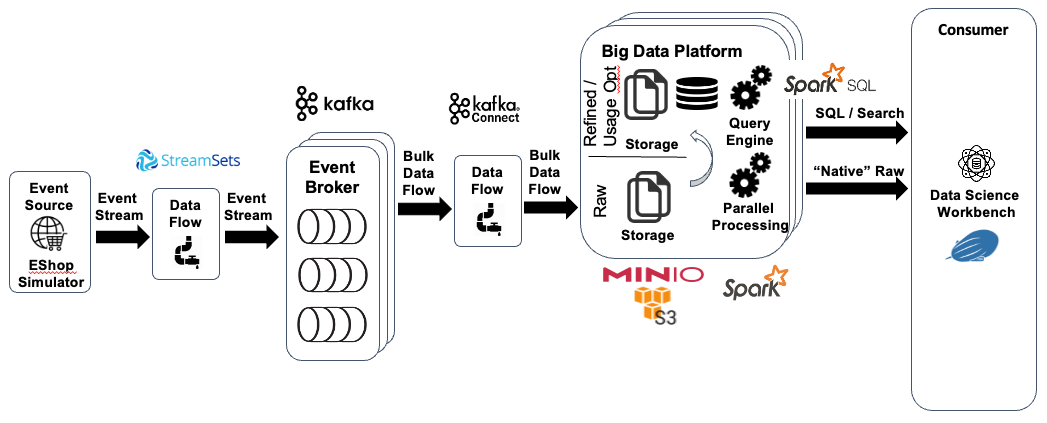 StreamSets
Event
Source
EShop
Simulator
Event
Stream
Data
Flow
Event
Stream
kafka
Event
Broker
Bulk
Data
Flow
kafka®
Connect
Data
Flow
Bulk
Data
Flow
Big Data Platform
Refined /
Usage Opt
Storage
Query
Engine
Raw
Storage
Parallel
Processing
MINIO
S3
Spark
Spark SQL
SQL / Search
“Native” Raw
Consumer
Data Science
Workbench